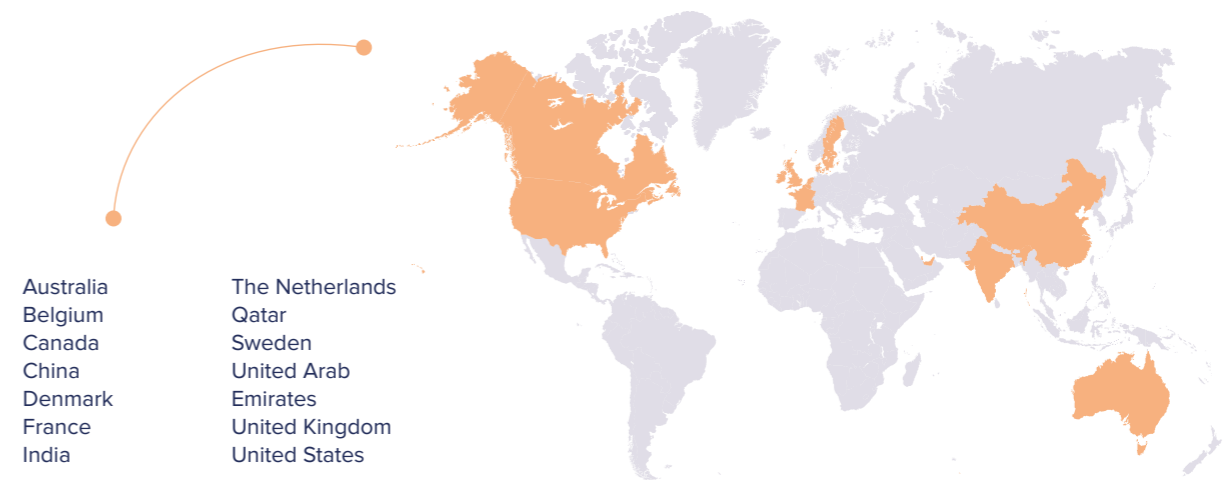 Australia
Belgium
Canada
China
Denmark
France
India
The Netherlands
Qatar
Sweden
United Arab
Emirates
United Kingdom
United States